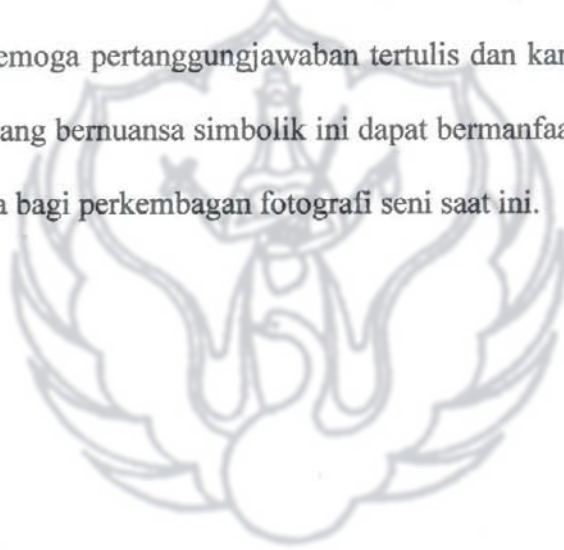 emoga pertanggungjawaban tertulis dan kar
ang bernuansa simbolik ini dapat bermanfaa
a bagi perkembagan fotografi seni saat ini.